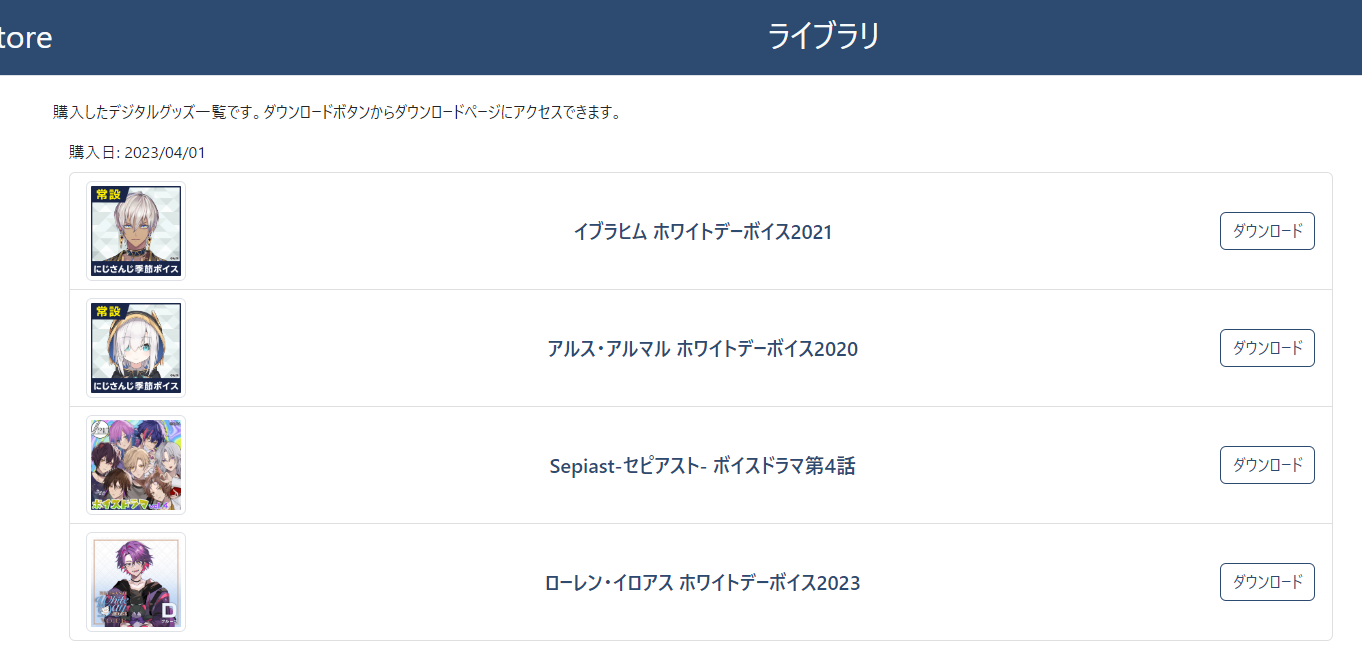 tore
ライブラリ
購入したデジタルグッズ一覧です。ダウンロードボタンからダウンロードページにアクセスできます。
購入日: 2023/04/01
常設
にじさんじ季節ボイス
イブラヒム ホワイトデーボイス2021
ダウンロード
常設
にじさんじ季節ボイス
アルス・アルマル ホワイトデーボイス2020
ダウンロード
ボイスドラマ
Sepiast-セピアスト- ボイスドラマ第4話
ダウンロード
D
ローレン・イロアス ホワイトデーボイス2023
ダウンロード